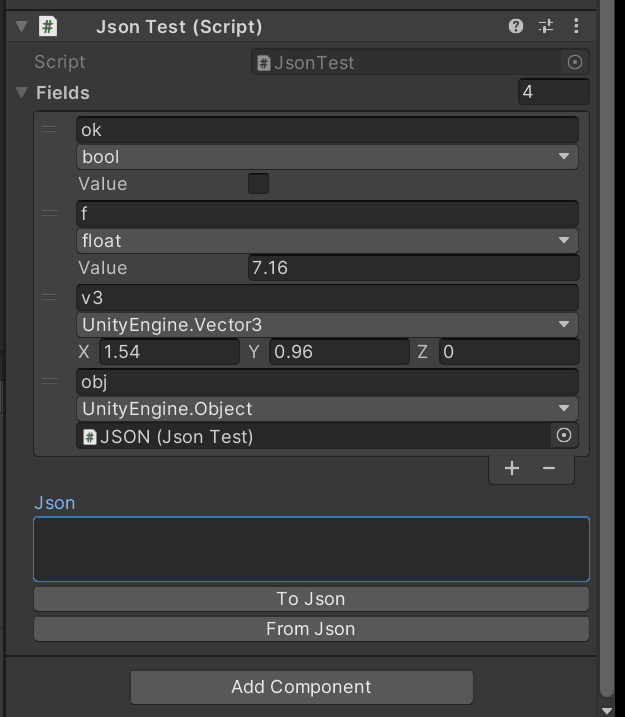 Json Test (Script)
Script JsonTest
Fields 4
ok
bool
Value
f
float
Value 7.16
v3
UnityEngine.Vector3
X 1.54 Y 0.96 Z 0
obj
UnityEngine.Object
JSON (Json Test)
+ −
Json
To Json
From Json
Add Component